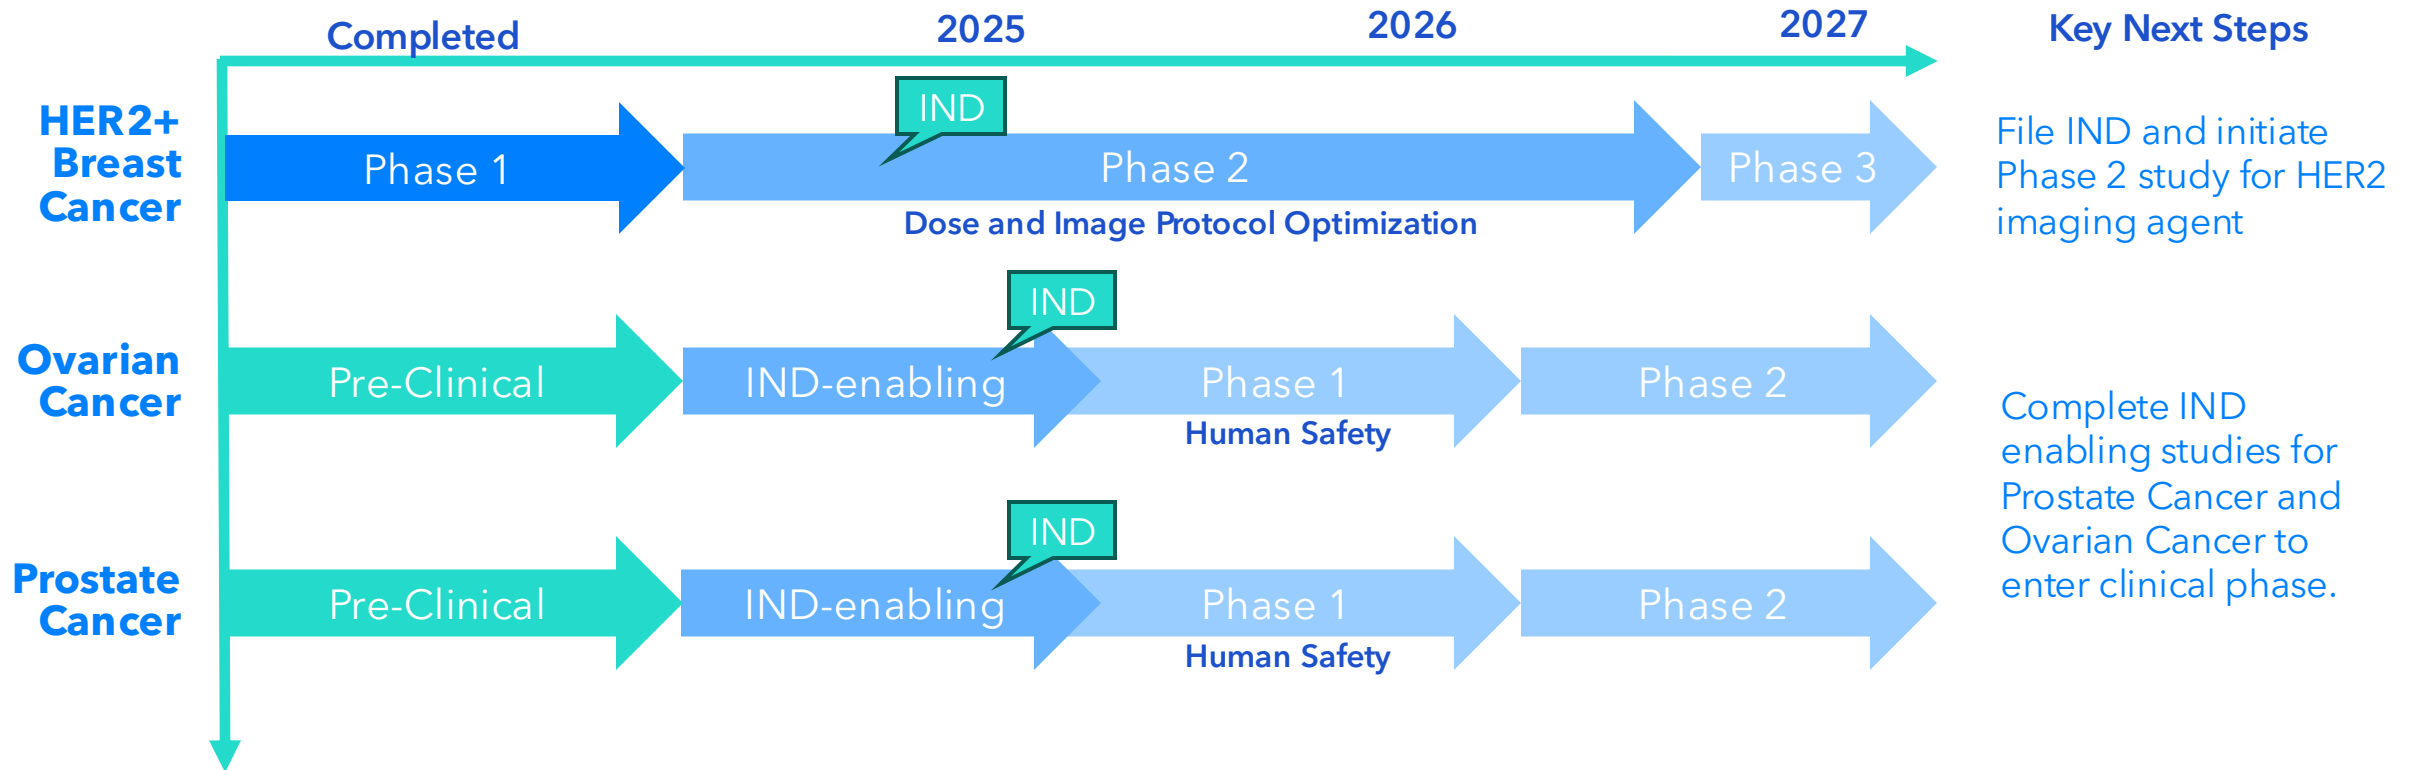 Completed
2025
2026
2027
Key Next Steps
HER2+
Breast
Cancer
Phase 1
IND
Phase 2
Phase 3
Dose and Image Protocol Optimization
File IND and initiate
Phase 2 study for HER2
imaging agent
Ovarian
Cancer
Pre-Clinical
IND-enabling
IND
Phase 1
Human Safety
Phase 2
Prostate
Cancer
Pre-Clinical
IND-enabling
IND
Phase 1
Human Safety
Phase 2
Complete IND
enabling studies for
Prostate Cancer and
Ovarian Cancer to
enter clinical phase.